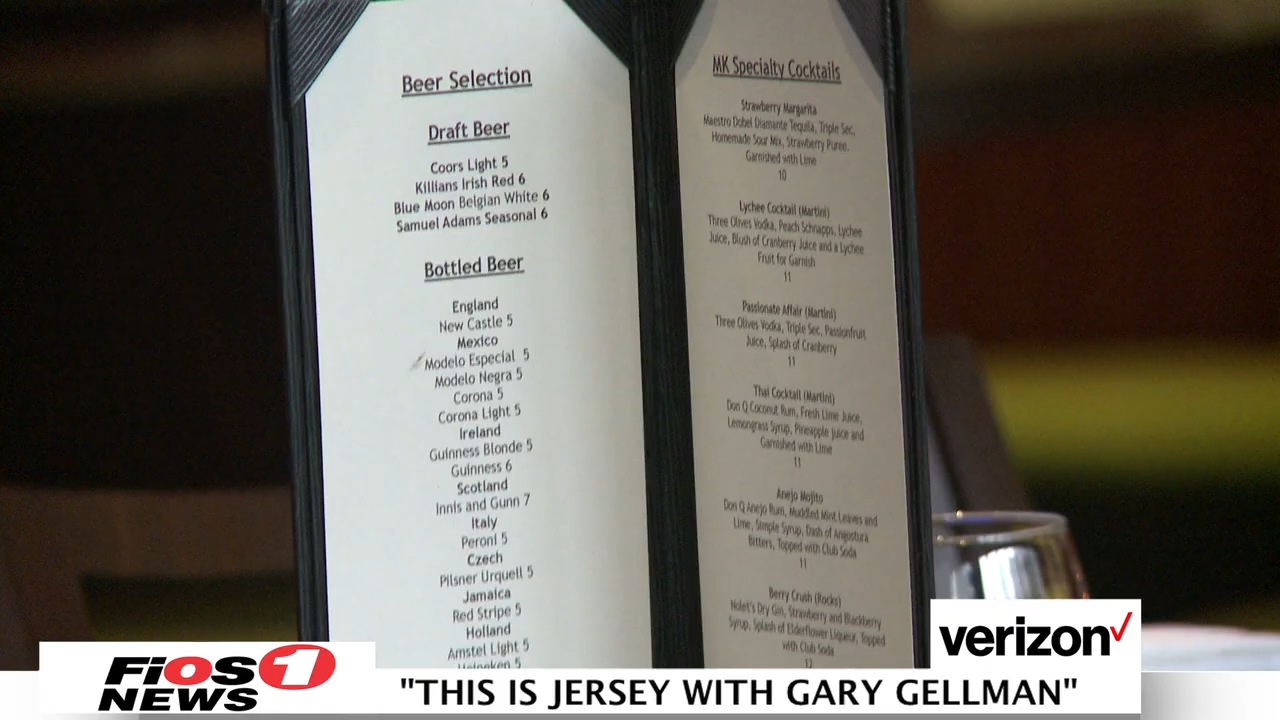 Beer Selection
Draft Beer
Coors Light 5
Killians Irish Red 6
Blue Moon Belgian White 6
Samuel Adams Seasonal 6
Bottled Beer
England
New Castle 5
Mexico
Modelo Especial 5
Modelo Negra 5
Corona 5
Corona Light 5
Ireland
Guinness Blonde 5
Guinness 6
Scotland
Innis and Gunn 7
Italy
Peroni 5
Czech
Pilsner Urquell 5
Jamaica
Red Stripe 5
Holland
Amstel Light 5
Heineken 5
MK Specialty Cocktails
Strawberry Margarita
Maestro Dobel Diamante Tequila, Triple Sec,
Homemade Sour Mix, Strawberry Puree.
Garnished with Lime
10
Lychee Cocktail (Martini)
Three Olives Vodka, Peach Schnapps, Lychee
Juice, Blush of Cranberry Juice and a Lychee
Fruit for Garnish
11
Passionate Affair (Martini)
Three Olives Vodka, Triple Sec, Passionfruit
Juice, Splash of Cranberry
11
Thai Cocktail (Martini)
Don Q Coconut Rum, Fresh Lime Juice,
Lemongrass Syrup, Pineapple juice and
Garnished with Lime
11
Anejo Mojito
Don Q Anejo Rum, Muddled Mint Leaves and
Lime, Simple Syrup, Dash of Angostura
Bitters, Topped with Club Soda
11
Berry Crush (Rocks)
Nolet's Dry Gin, Strawberry and Blackberry
Syrup, Splash of Elderflower Liqueur, Topped
with Club Soda
verizon
FiOS 1
NEWS
"THIS IS JERSEY WITH GARY GELLMAN"